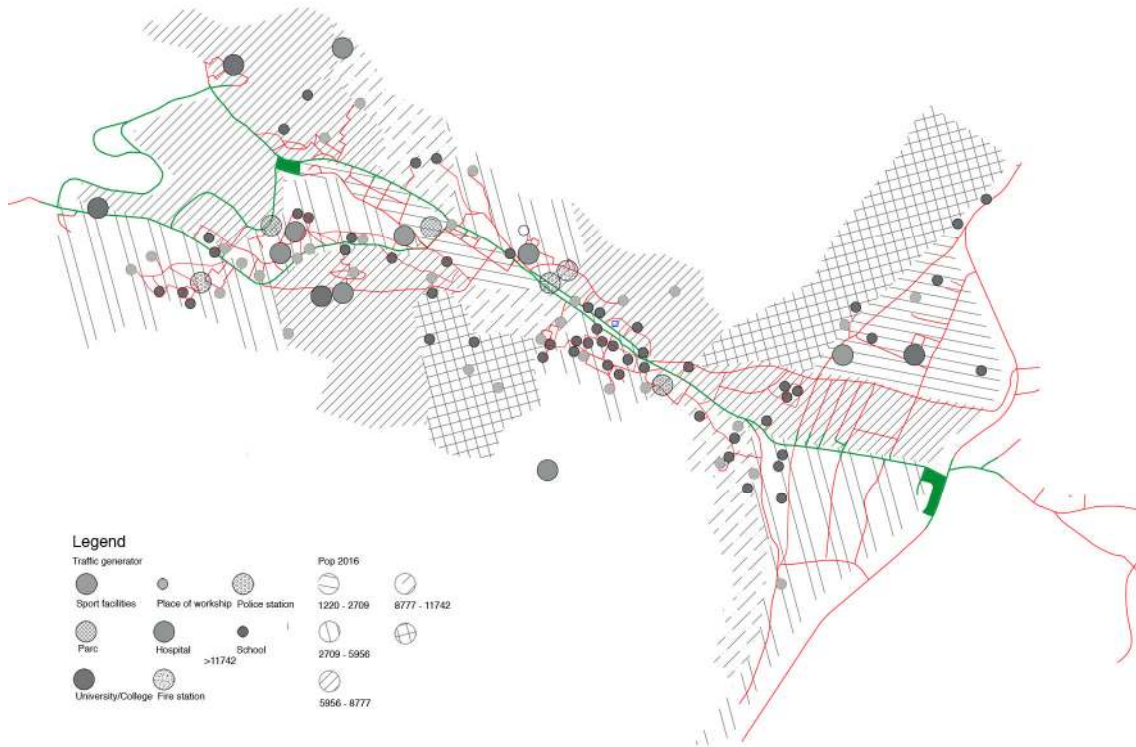 Legend
Traffic generator
Pop 2016
Sport facilities
Place of workship
Police station
1220 - 2709
8777 - 11742
Parc
Hospital
School
>11742
2709 - 5956
University/College
Fire station
5956 - 8777